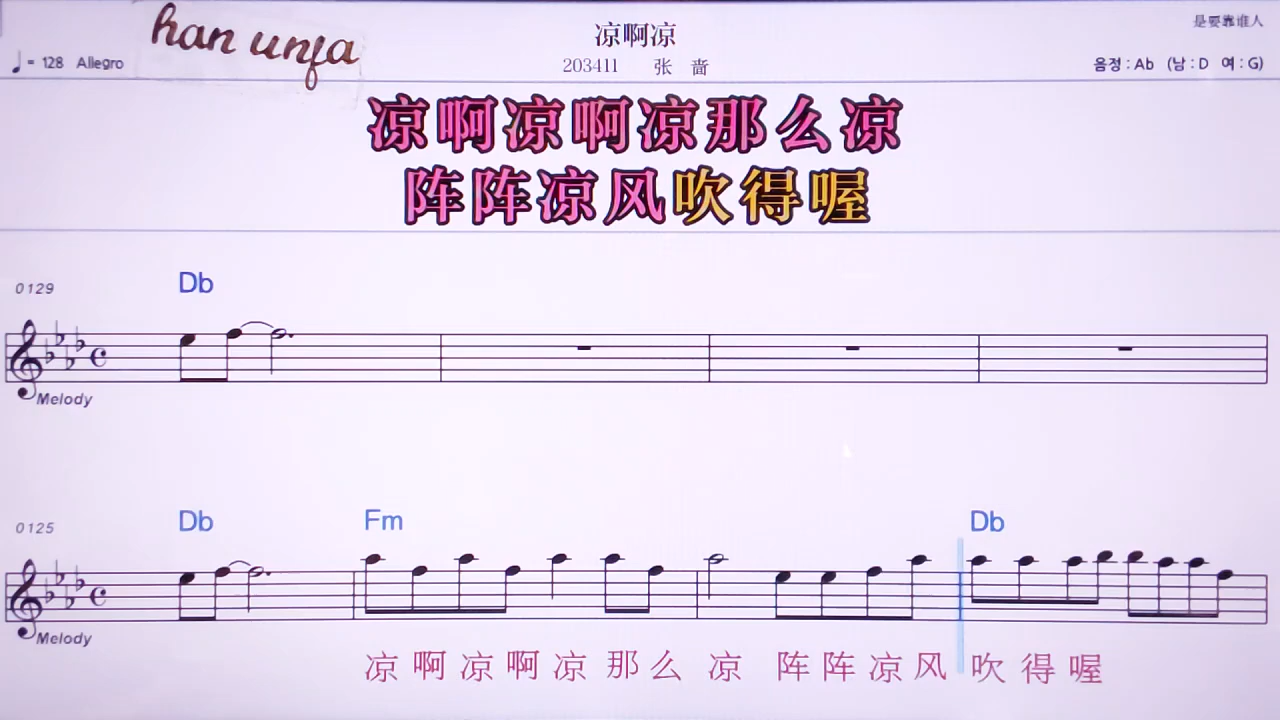 han unfa
凉啊凉
是要靠谁人
♩= 128 Allegro
203411 张 啬
음정 : Ab (남 : D 여 : G)
凉啊凉啊凉那么凉
阵阵凉风吹得喔
0129
Db
Melody
0125
Db Fm Db
Melody
凉 啊 凉 啊 凉 那 么 凉 阵 阵 凉 风 吹 得 喔